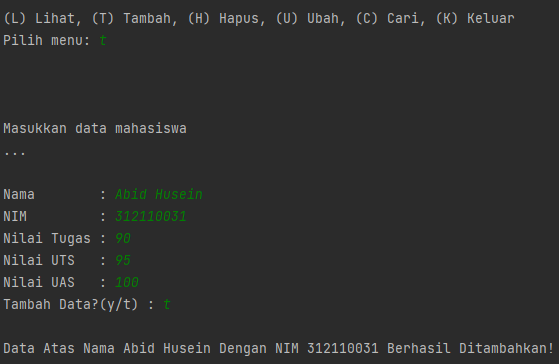 (L) Lihat, (T) Tambah, (H) Hapus, (U) Ubah, (C) Cari, (K) Keluar
Pilih menu: t
Masukkan data mahasiswa
...
Nama        : Abid Husein
NIM         : 312110031
Nilai Tugas : 90
Nilai UTS   : 95
Nilai UAS   : 100
Tambah Data?(y/t) : t
Data Atas Nama Abid Husein Dengan NIM 312110031 Berhasil Ditambahkan!